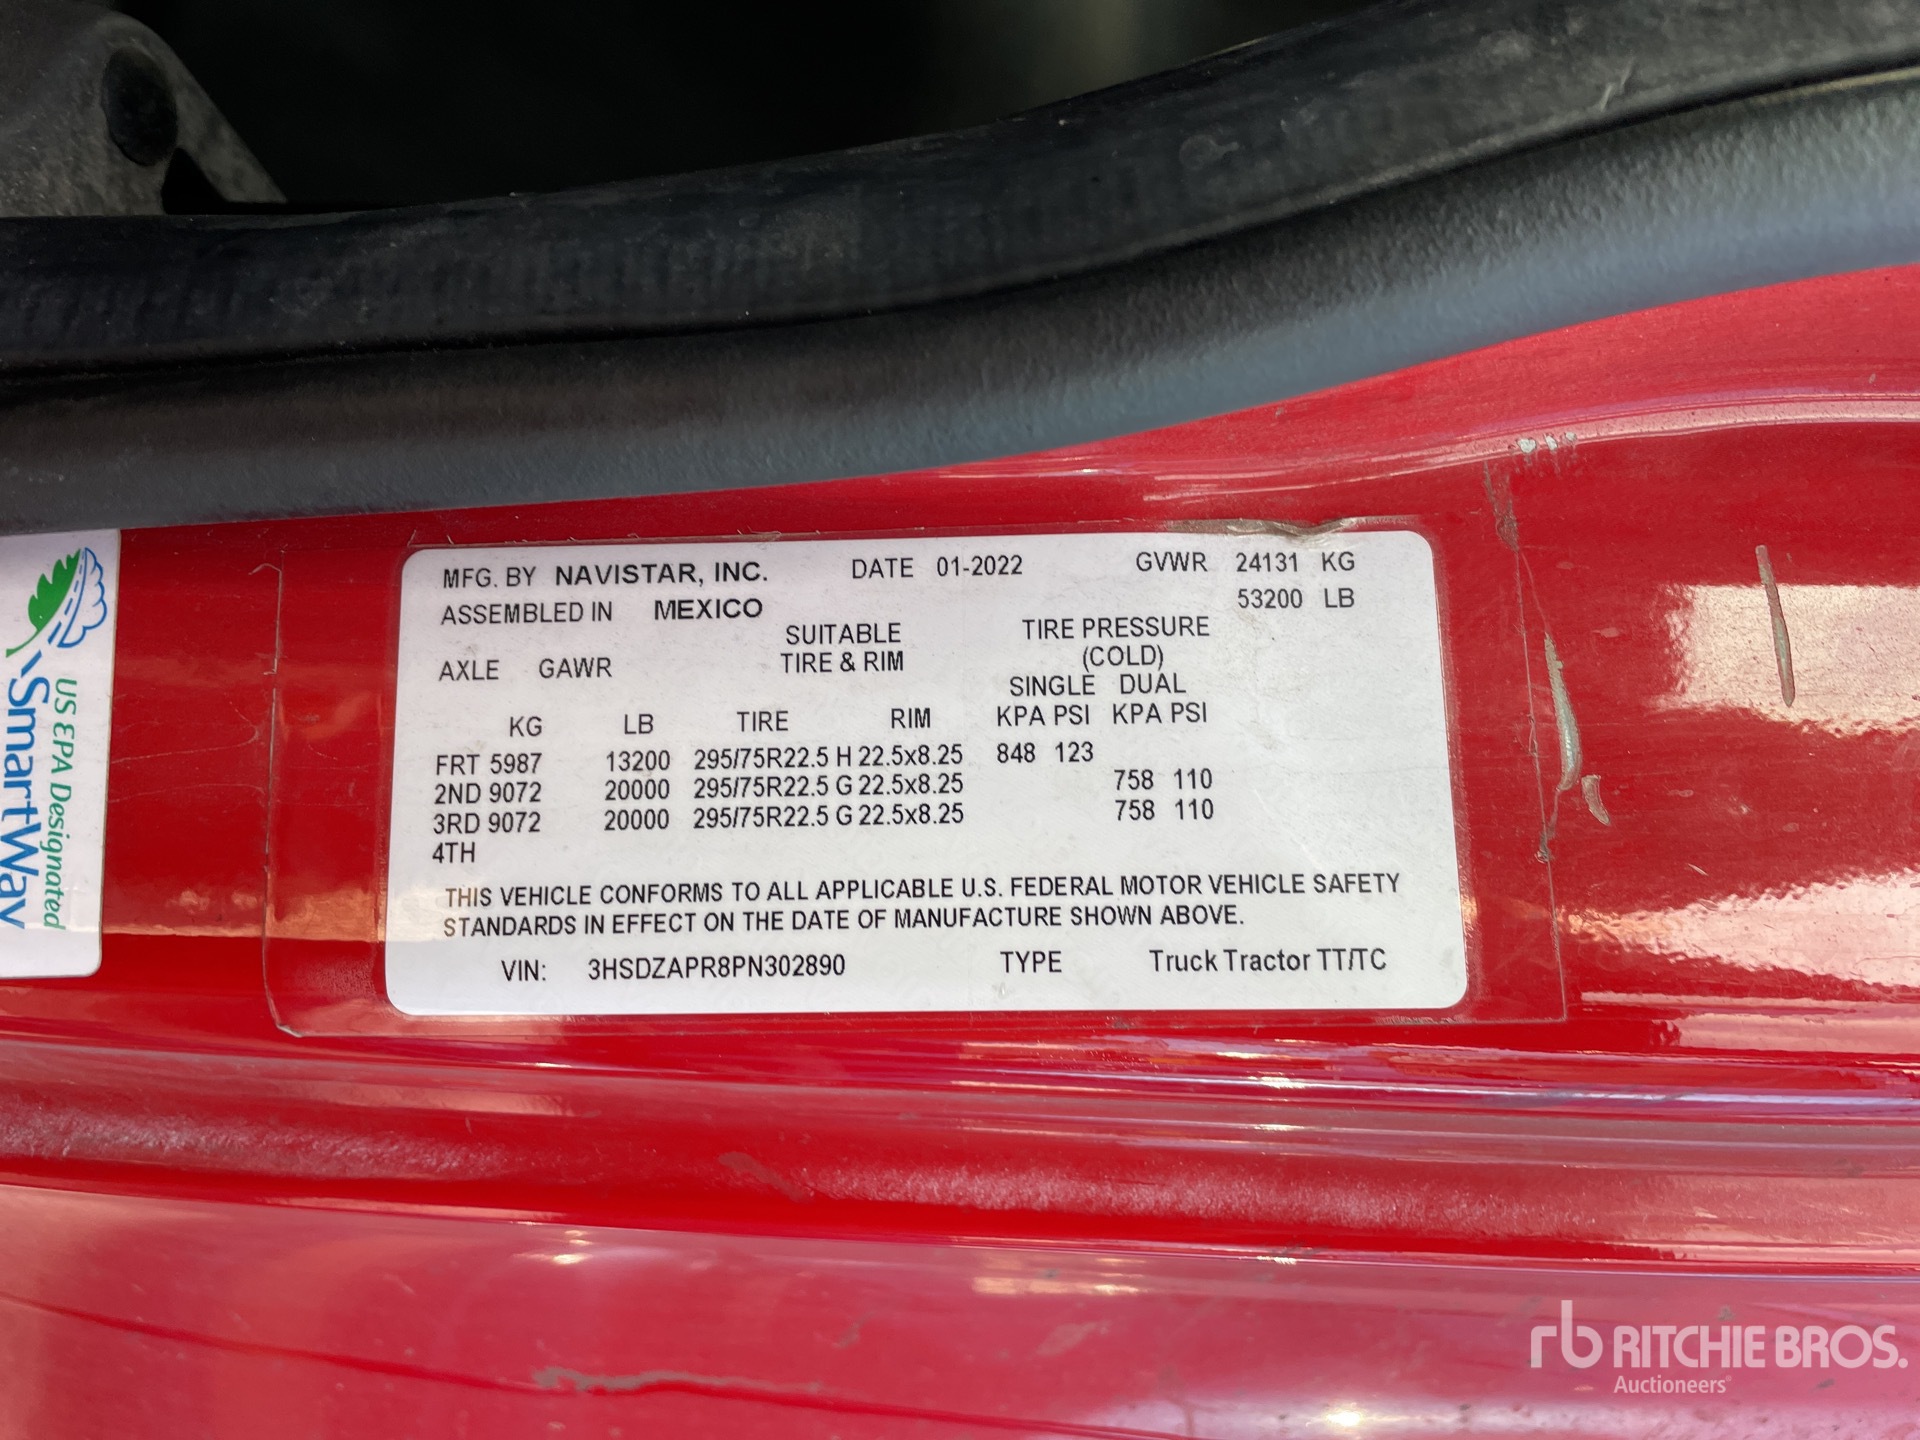 MFG. BY NAVISTAR, INC. DATE 01-2022 GVWR 24131 KG
ASSEMBLED IN MEXICO 53200 LB
SUITABLE TIRE PRESSURE
AXLE GAWR TIRE & RIM (COLD)
SINGLE DUAL
KG LB TIRE RIM KPA PSI KPA PSI
FRT 5987 13200 295/75R22.5 H 22.5x8.25 848 123
2ND 9072 20000 295/75R22.5 G 22.5x8.25 758 110
3RD 9072 20000 295/75R22.5 G 22.5x8.25 758 110
4TH
THIS VEHICLE CONFORMS TO ALL APPLICABLE U.S. FEDERAL MOTOR VEHICLE SAFETY
STANDARDS IN EFFECT ON THE DATE OF MANUFACTURE SHOWN ABOVE.
VIN: 3HSDZAPR8PN302890 TYPE Truck Tractor TT/TC
US EPA Designated
SmartWay
rb RITCHIE BROS.
Auctioneers